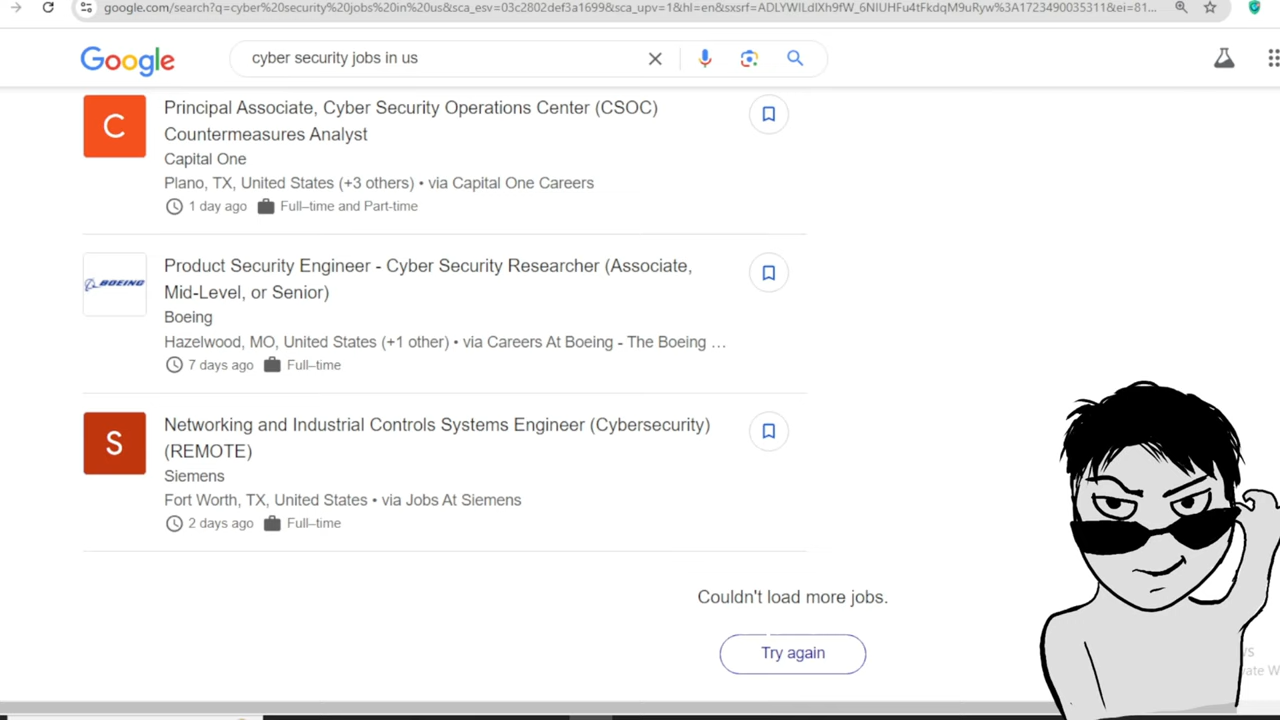 google.com/search?q=cyber%20security%20jobs%20in%20us&sca_esv=03c2802def3a1699&sca_upv=1&hl=en&sxsrf=ADLYWILdIXh9fW_6NIUHFu4tFkdqM9uRyw%3A1723490035311&ei=81...
Google
cyber security jobs in us
C
Principal Associate, Cyber Security Operations Center (CSOC)
Countermeasures Analyst
Capital One
Plano, TX, United States (+3 others) • via Capital One Careers
1 day ago Full–time and Part-time
BOEING
Product Security Engineer - Cyber Security Researcher (Associate,
Mid-Level, or Senior)
Boeing
Hazelwood, MO, United States (+1 other) • via Careers At Boeing - The Boeing …
7 days ago Full–time
S
Networking and Industrial Controls Systems Engineer (Cybersecurity)
(REMOTE)
Siemens
Fort Worth, TX, United States • via Jobs At Siemens
2 days ago Full–time
Couldn't load more jobs.
Try again